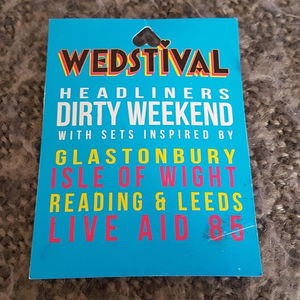 WEDSTIVAL
HEADLINERS
DIRTY WEEKEND
WITH SETS INSPIRED BY
GLASTONBURY
ISLE OF WIGHT
READING & LEEDS
LIVE AID 85